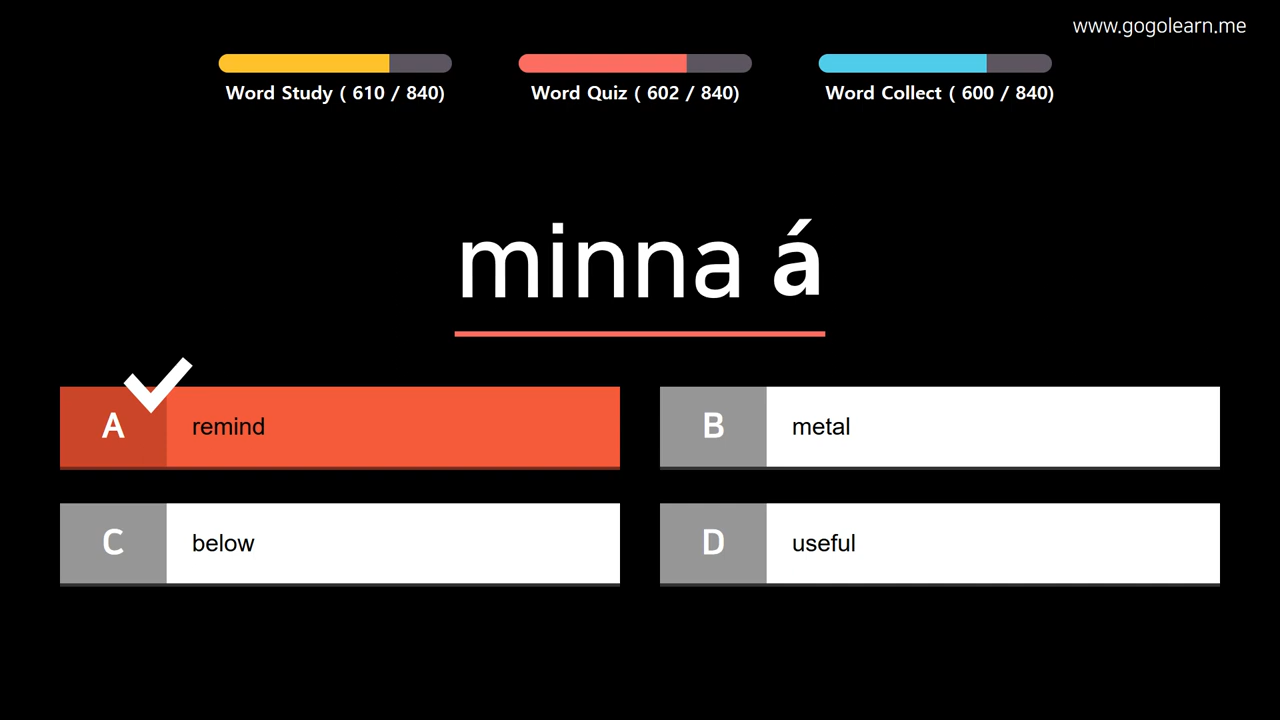 www.gogolearn.me
Word Study ( 610 / 840)
Word Quiz ( 602 / 840)
Word Collect ( 600 / 840)
minna á
A remind
B metal
C below
D useful